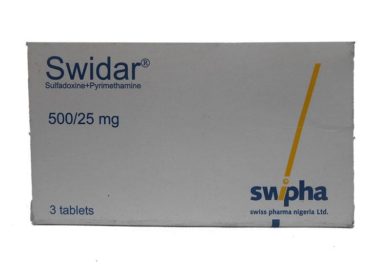 Swidar®
Sulfadoxine+Pyrimethamine
500/25 mg
swipha
3 tablets
swiss pharma nigeria Ltd.